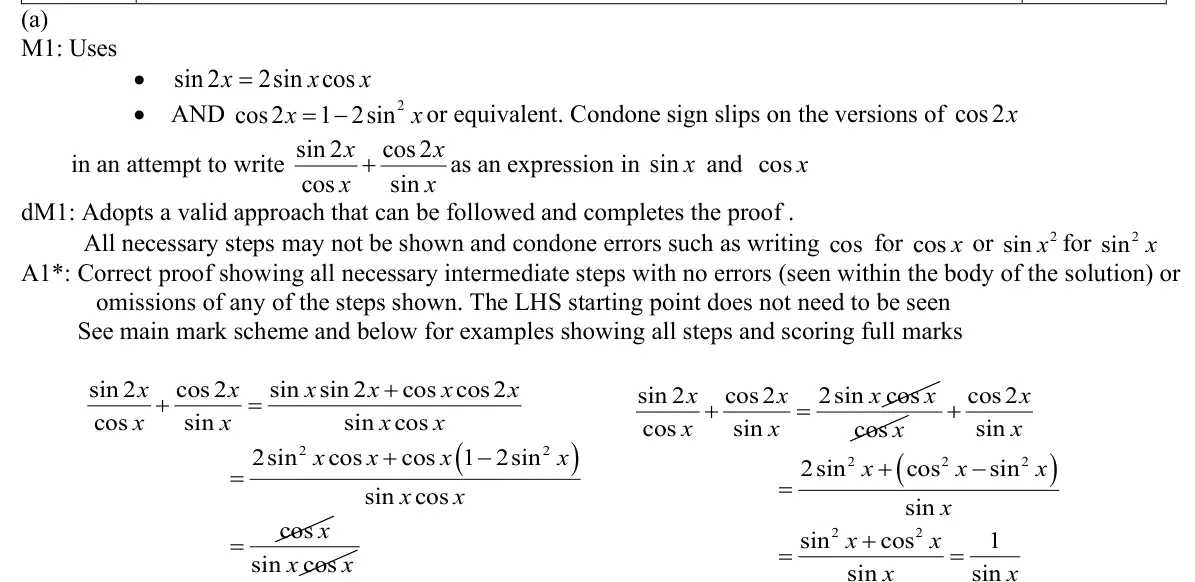 (a)
M1: Uses
• sin 2x = 2 sin x cos x
• AND cos 2x = 1 − 2 sin² x or equivalent. Condone sign slips on the versions of cos 2x
in an attempt to write sin 2x / cos x + cos 2x / sin x as an expression in sin x and cos x
dM1: Adopts a valid approach that can be followed and completes the proof .
All necessary steps may not be shown and condone errors such as writing cos for cos x or sin x² for sin² x
A1*: Correct proof showing all necessary intermediate steps with no errors (seen within the body of the solution) or
omissions of any of the steps shown. The LHS starting point does not need to be seen
See main mark scheme and below for examples showing all steps and scoring full marks
sin 2x / cos x + cos 2x / sin x = (sin x sin 2x + cos x cos 2x) / (sin x cos x)
= (2 sin² x cos x + cos x (1 − 2 sin² x)) / (sin x cos x)
= cos x / (sin x cos x)
sin 2x / cos x + cos 2x / sin x = 2 sin x cos x / cos x + cos 2x / sin x
= (2 sin² x + (cos² x − sin² x)) / sin x
= (sin² x + cos² x) / sin x = 1 / sin x